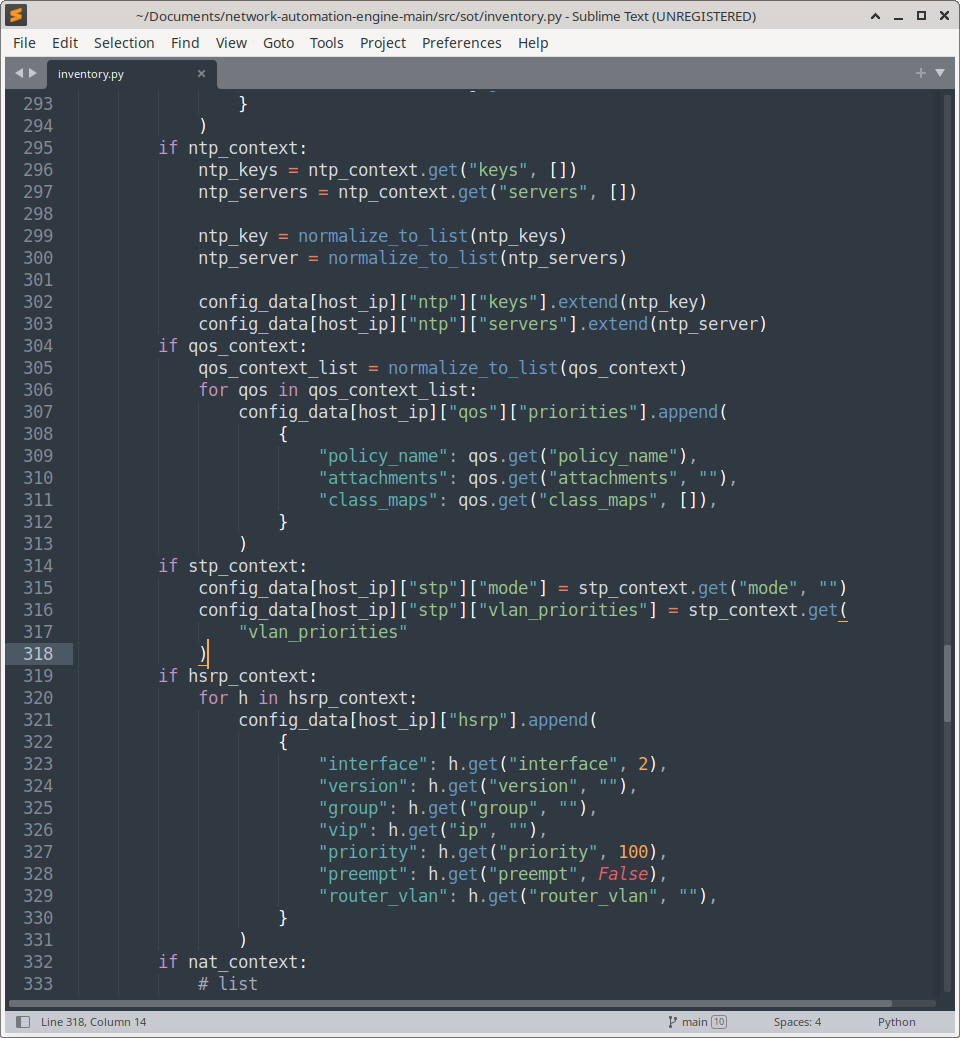 ~/Documents/network-automation-engine-main/src/sot/inventory.py - Sublime Text (UNREGISTERED)
File Edit Selection Find View Goto Tools Project Preferences Help
inventory.py
293                 }
294             )
295         if ntp_context:
296             ntp_keys = ntp_context.get("keys", [])
297             ntp_servers = ntp_context.get("servers", [])
298
299             ntp_key = normalize_to_list(ntp_keys)
300             ntp_server = normalize_to_list(ntp_servers)
301
302             config_data[host_ip]["ntp"]["keys"].extend(ntp_key)
303             config_data[host_ip]["ntp"]["servers"].extend(ntp_server)
304         if qos_context:
305             qos_context_list = normalize_to_list(qos_context)
306             for qos in qos_context_list:
307                 config_data[host_ip]["qos"]["priorities"].append(
308                     {
309                         "policy_name": qos.get("policy_name"),
310                         "attachments": qos.get("attachments", ""),
311                         "class_maps": qos.get("class_maps", []),
312                     }
313                 )
314         if stp_context:
315             config_data[host_ip]["stp"]["mode"] = stp_context.get("mode", "")
316             config_data[host_ip]["stp"]["vlan_priorities"] = stp_context.get(
317                 "vlan_priorities"
318             )
319         if hsrp_context:
320             for h in hsrp_context:
321                 config_data[host_ip]["hsrp"].append(
322                     {
323                         "interface": h.get("interface", 2),
324                         "version": h.get("version", ""),
325                         "group": h.get("group", ""),
326                         "vip": h.get("ip", ""),
327                         "priority": h.get("priority", 100),
328                         "preempt": h.get("preempt", False),
329                         "router_vlan": h.get("router_vlan", ""),
330                     }
331                 )
332         if nat_context:
333             # list
Line 318, Column 14 main 10 Spaces: 4 Python